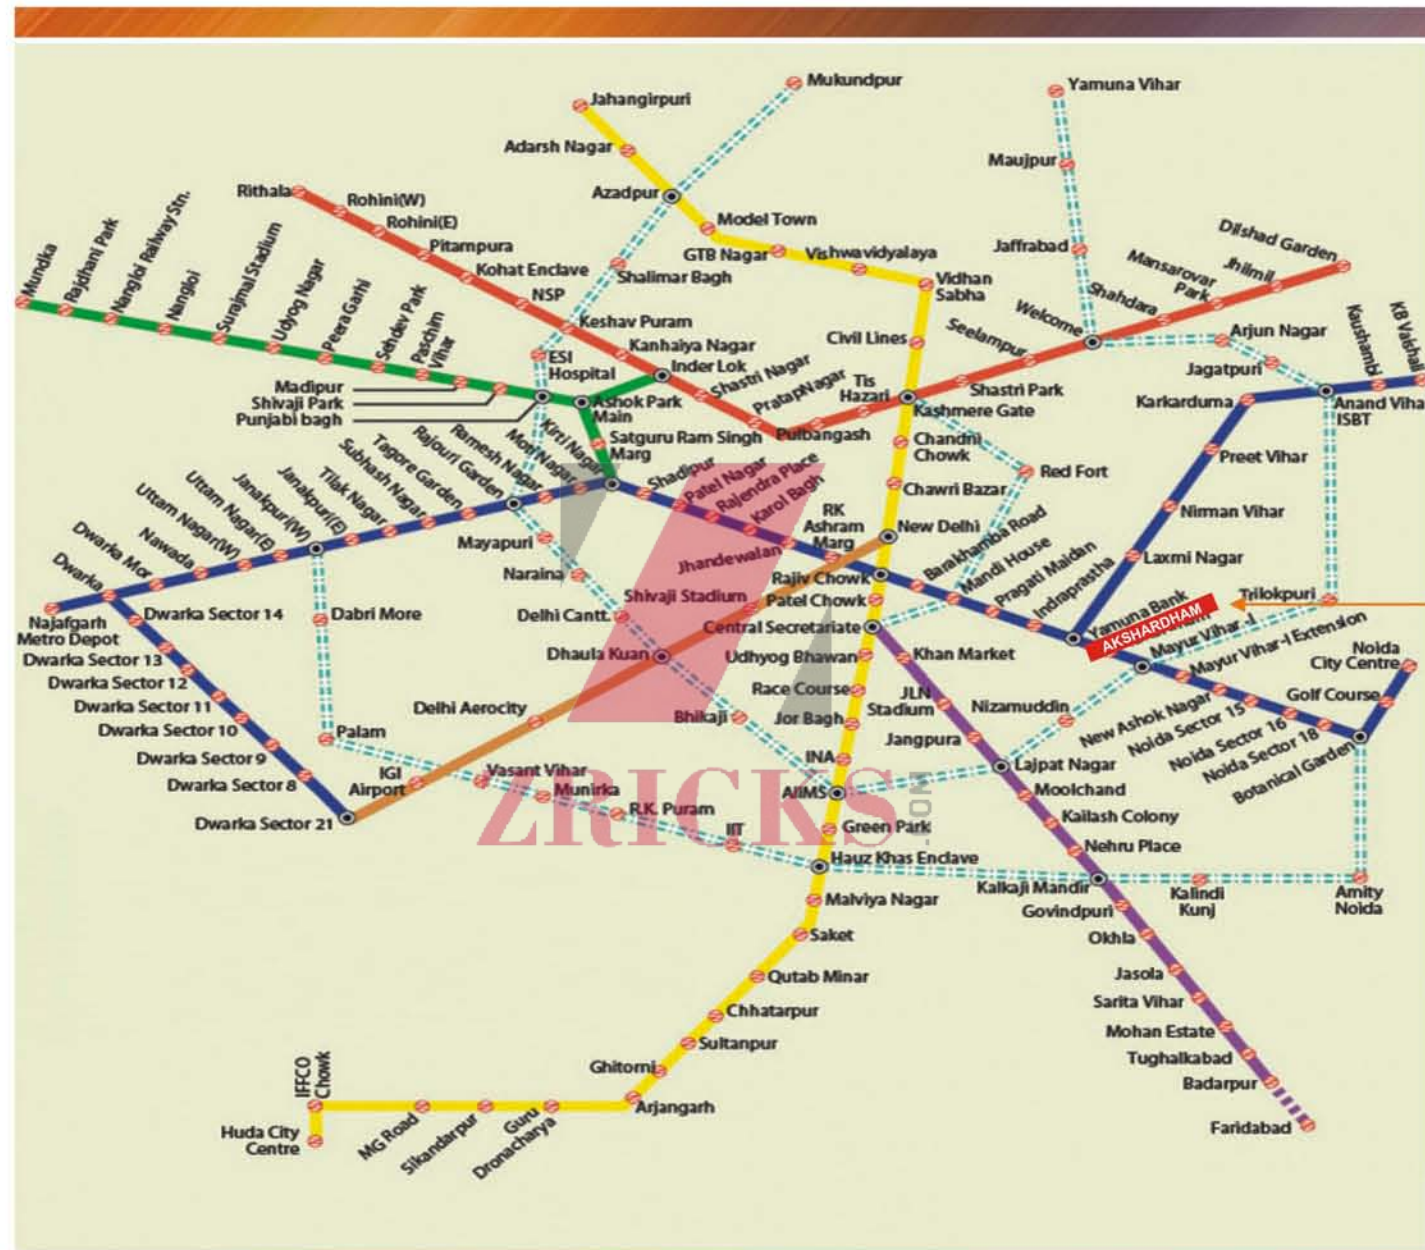 Mukundpur
Jahangirpuri
Yamuna Vihar
Adarsh Nagar
Maujpur
Azadpur
Rithala
Rohini(W)
Rohini(E)
Model Town
Pitampura
GTB Nagar
Vishwavidyalaya
Jaffrabad
Dilshad Garden
Jhilmil
Mansarovar
Park
Shahdara
Welcome
Kohat Enclave
Shalimar Bagh
Vidhan
Sabha
NSP
Mundka
Rajdhani Park
Nangloi Railway Stn.
Nangloi
Surajmal Stadium
Udyog Nagar
Peera Garhi
Sehdev Park
Paschim
Vihar
Keshav Puram
Civil Lines
Seelampur
Arjun Nagar
Kaushambi
KB Vaishali
Kanhaiya Nagar
ESI
Hospital
Inder Lok
Shastri Nagar
Jagatpuri
Madipur
Shivaji Park
Punjabi bagh
Ashok Park
Main
PratapNagar
Tis
Hazari
Shastri Park
Karkarduma
Anand Viha
ISBT
Kashmere Gate
Pulbangash
Satguru Ram Singh
Marg
Chandni
Chowk
Preet Vihar
Kirti Nagar
Moti Nagar
Ramesh Nagar
Rajouri Garden
Tagore Garden
Subhash Nagar
Tilak Nagar
Janakpuri(E)
Janakpuri(W)
Uttam Nagar(E)
Uttam Nagar(W)
Nawada
Dwarka Mor
Dwarka
Shadipur
Patel Nagar
Rajendra Place
Karol Bagh
Red Fort
Chawri Bazar
RK
Ashram
Marg
New Delhi
Nirman Vihar
Mayapuri
Jhandewalan
Barakhamba Road
Mandi House
Pragati Maidan
Indraprastha
Laxmi Nagar
Naraina
Rajiv Chowk
Yamuna Bank
AKSHARDHAM
Trilokpuri
Shivaji Stadium
Patel Chowk
Najafgarh
Metro Depot
Dwarka Sector 14
Dabri More
Delhi Cantt.
Central Secretariate
Mayur Vihar-I
Mayur Vihar-I Extension
Dhaula Kuan
Udhyog Bhawan
Khan Market
Noida
City Centre
Dwarka Sector 13
Dwarka Sector 12
Race Course
JLN
Stadium
Nizamuddin
New Ashok Nagar
Noida Sector 15
Noida Sector 16
Noida Sector 18
Botanical Garden
Golf Course
Dwarka Sector 11
Delhi Aerocity
Bhikaji
Jor Bagh
Dwarka Sector 10
Palam
Jangpura
Dwarka Sector 9
INA
Lajpat Nagar
Dwarka Sector 8
IGI
Airport
Vasant Vihar
Munirka
AIIMS
Moolchand
ZRICKS
.COM
Dwarka Sector 21
R.K. Puram
Kailash Colony
IIT
Green Park
Nehru Place
Hauz Khas Enclave
Kalkaji Mandir
Kalindi
Kunj
Amity
Noida
Malviya Nagar
Govindpuri
Saket
Okhla
Qutab Minar
Jasola
Chhatarpur
Sarita Vihar
Sultanpur
Mohan Estate
Ghitorni
Tughalkabad
IFFCO
Chowk
Arjangarh
Badarpur
Huda City
Centre
MG Road
Sikandarpur
Guru
Dronacharya
Faridabad